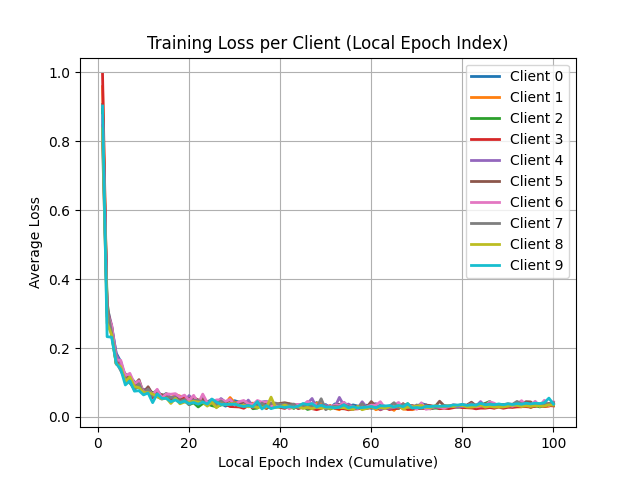 Training Loss per Client (Local Epoch Index)
1.0
0.8
0.6
0.4
0.2
0.0
Average Loss
Client 0
Client 1
Client 2
Client 3
Client 4
Client 5
Client 6
Client 7
Client 8
Client 9
0 20 40 60 80 100
Local Epoch Index (Cumulative)